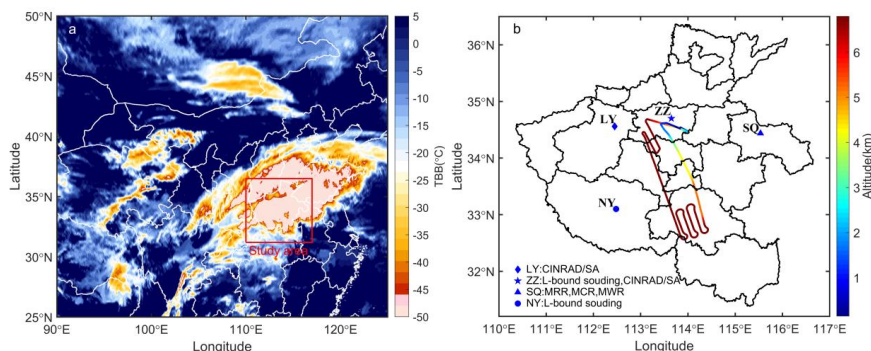 a
50°N
45°N
40°N
35°N
30°N
25°N
Latitude
90°E
100°E
110°E
120°E
Longitude
Study area
5
0
-5
-10
-15
-20
-25
-30
-35
-40
-45
-50
TBB(°C)
b
36°N
35°N
34°N
33°N
32°N
Latitude
LY
ZZ
SQ
NY
LY:CINRAD/SA
ZZ:L-bound souding,CINRAD/SA
SQ:MRR,MCR,MWR
NY:L-bound souding
110°E
111°E
112°E
113°E
114°E
115°E
116°E
117°E
Longitude
6
5
4
3
2
1
Altitude(km)